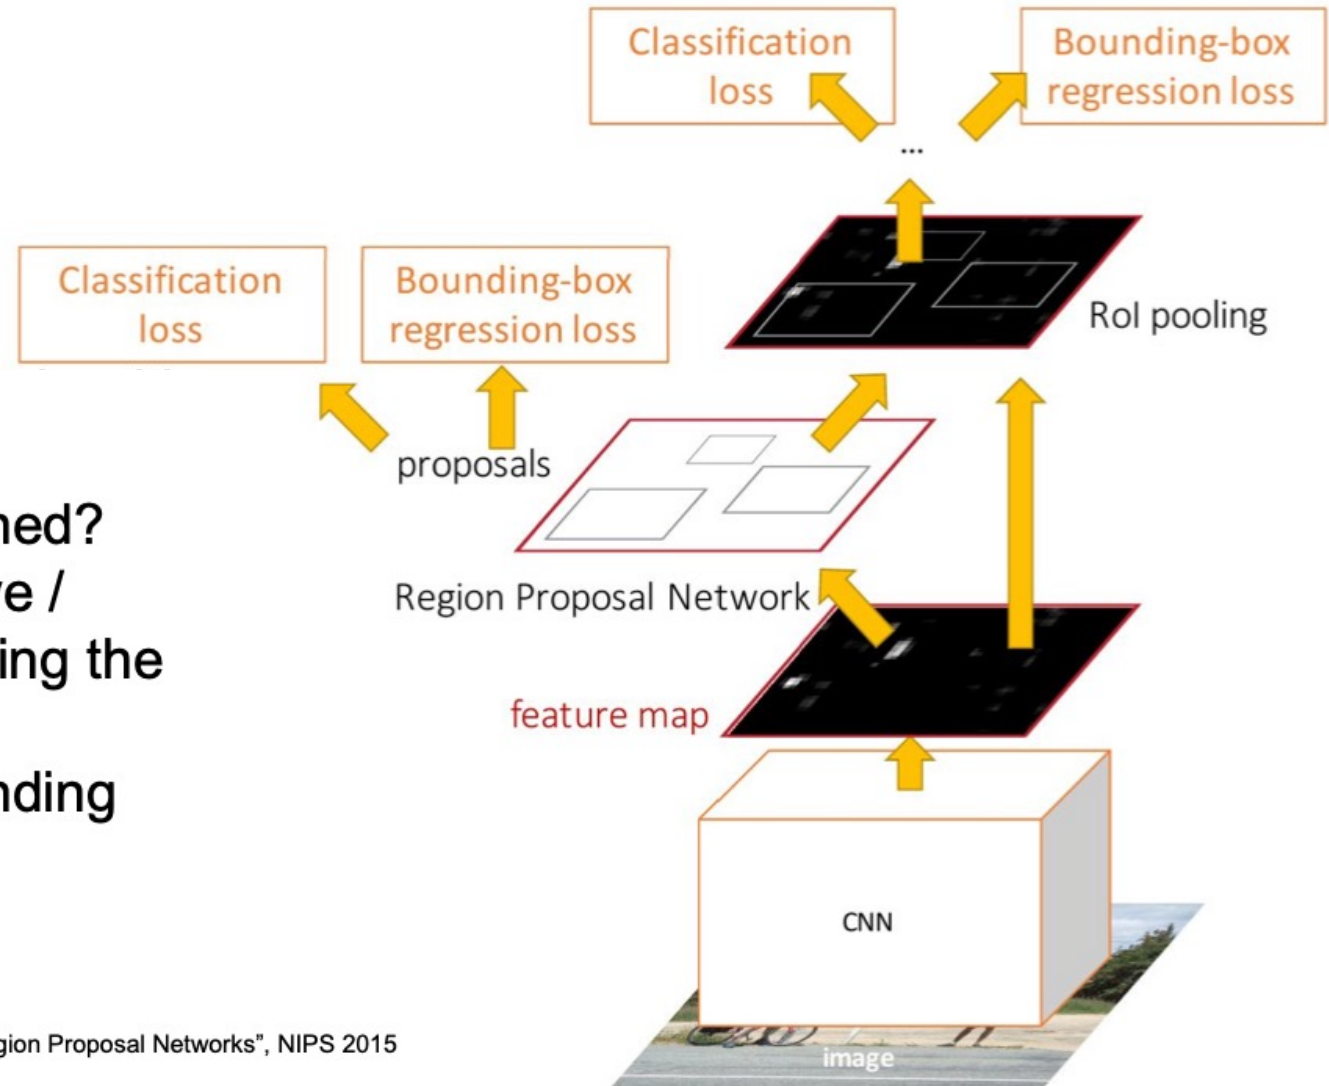 Classification
loss
Bounding-box
regression loss
...
RoI pooling
Classification
loss
Bounding-box
regression loss
proposals
Region Proposal Network
feature map
CNN
image
ned?
ve /
ing the
nding
gion Proposal Networks”, NIPS 2015